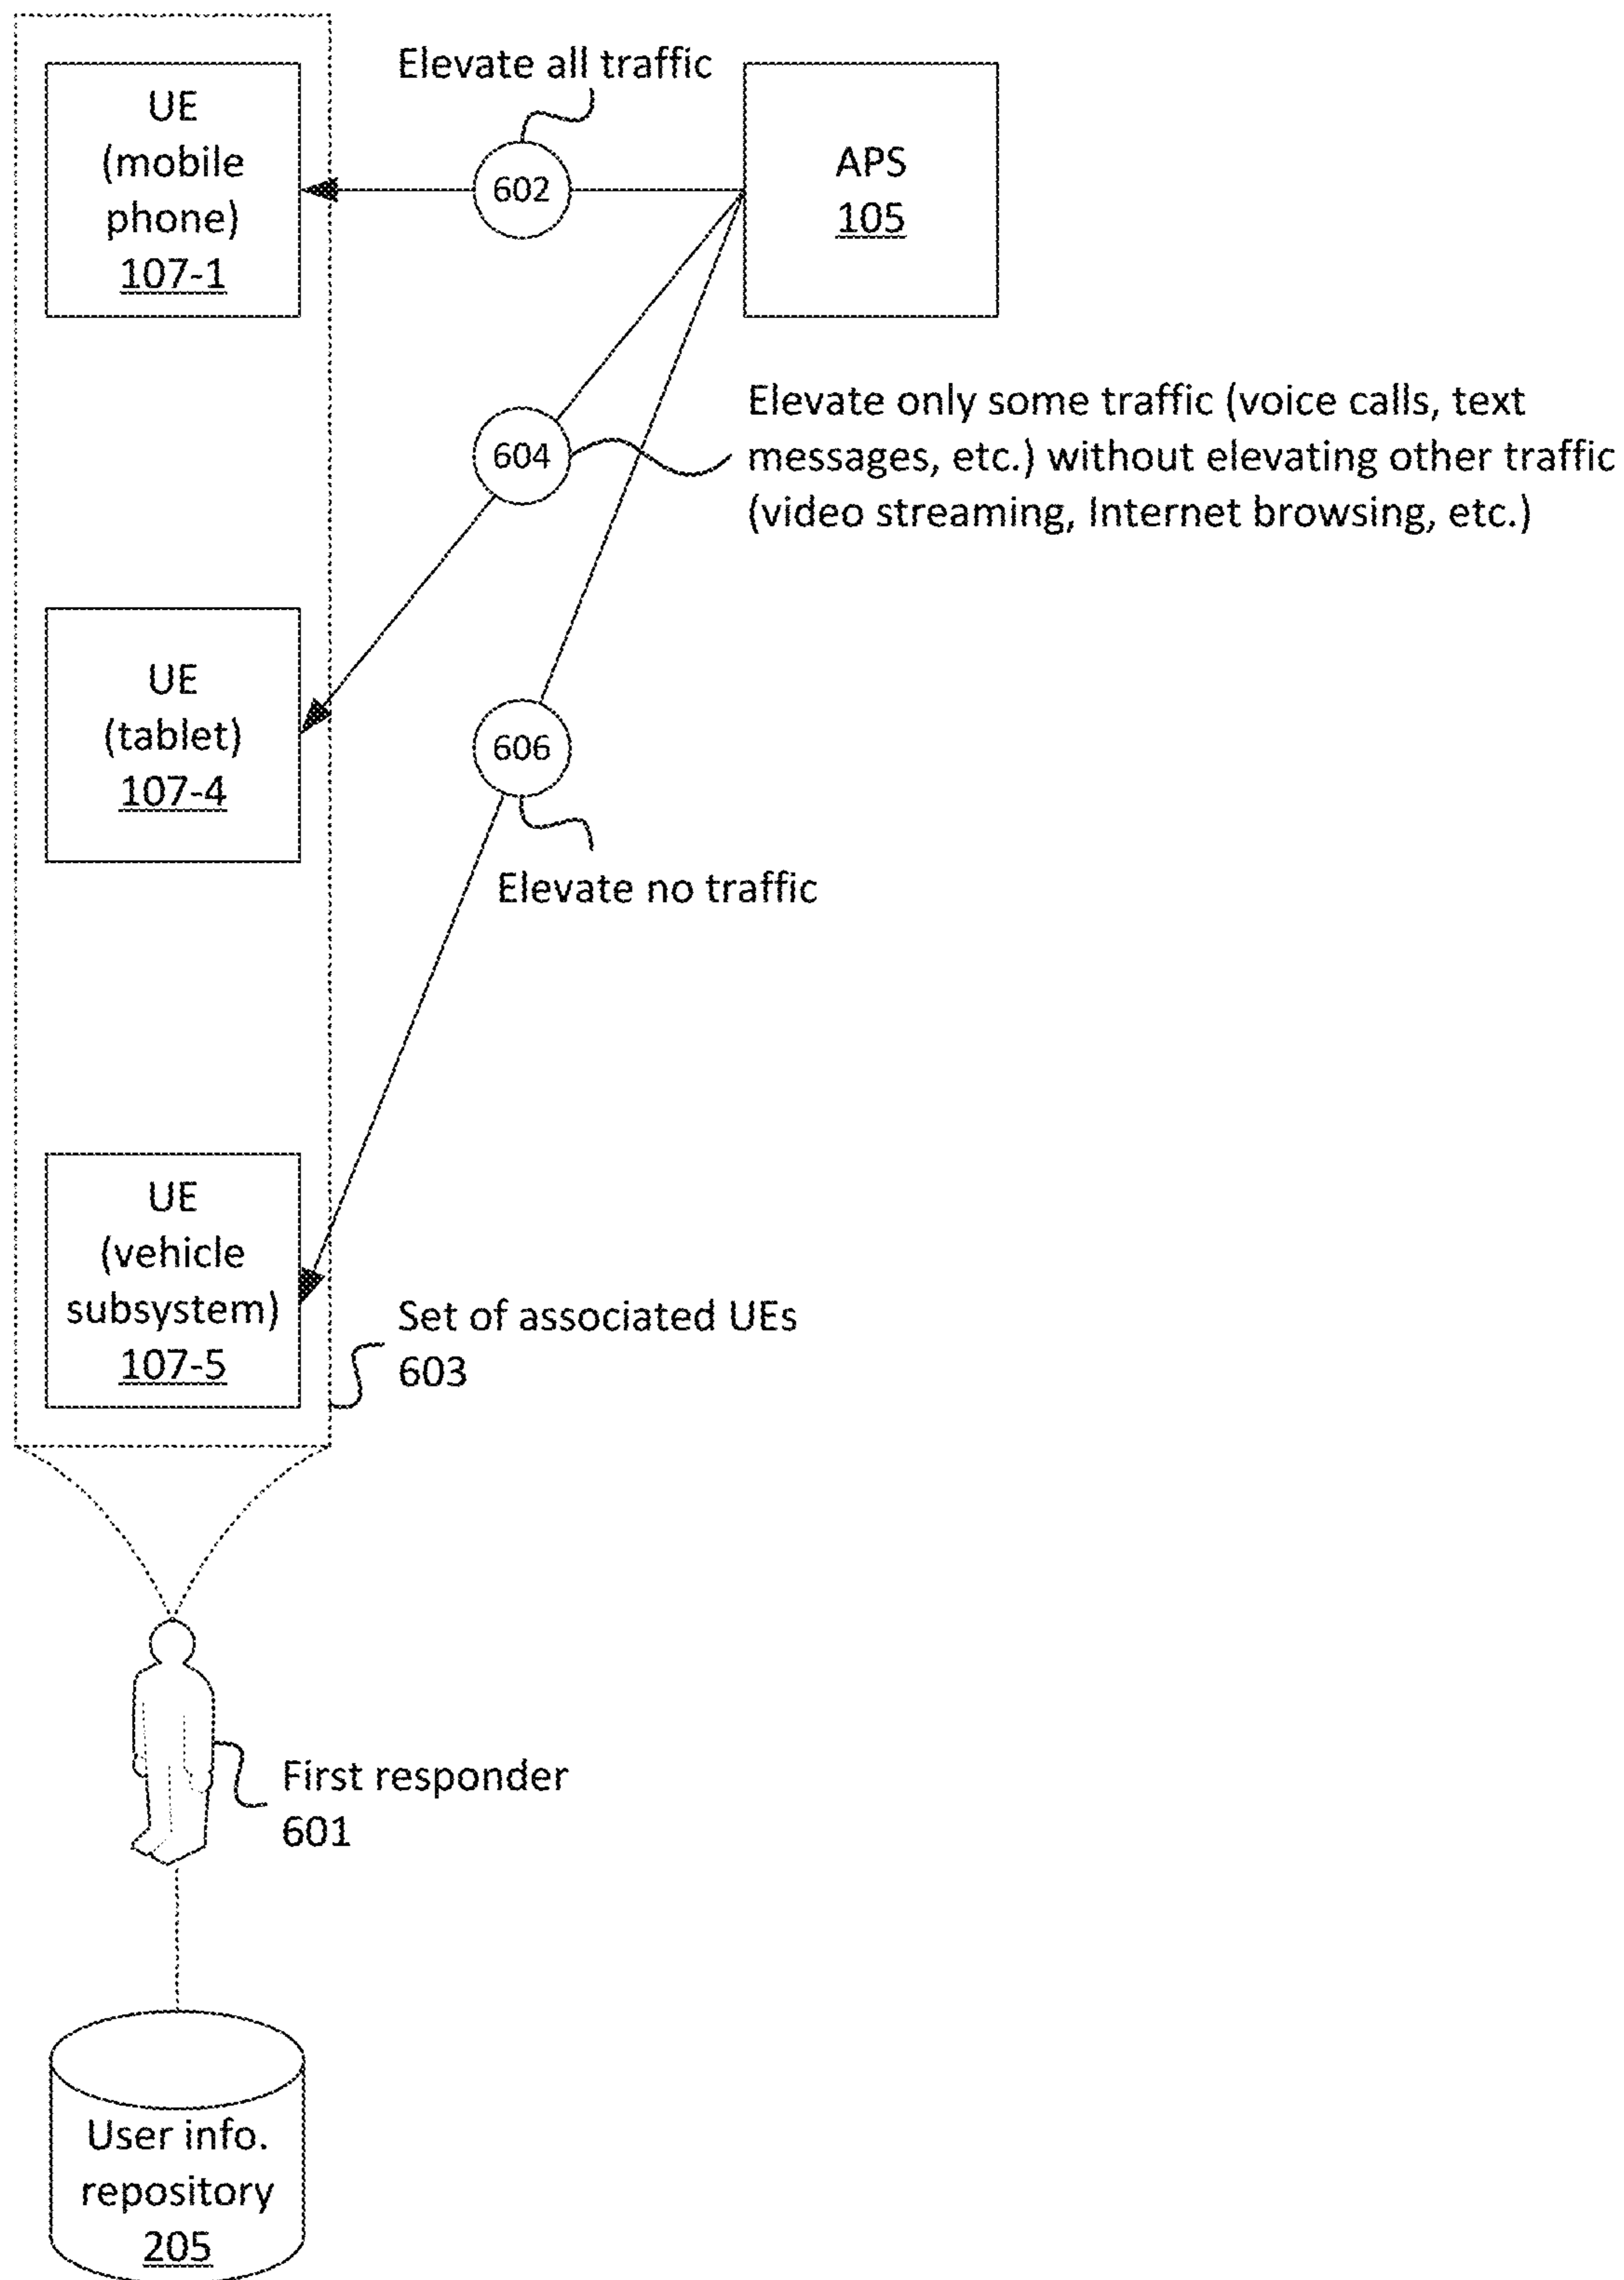 Elevate all traffic
UE
(mobile
phone)
107-1
602
APS
105
604
Elevate only some traffic (voice calls, text
messages, etc.) without elevating other traffic
(video streaming, Internet browsing, etc.)
UE
(tablet)
107-4
606
Elevate no traffic
UE
(vehicle
subsystem)
107-5
Set of associated UEs
603
First responder
601
User info.
repository
205